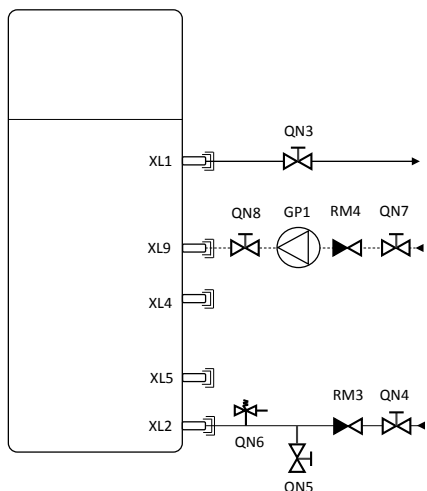 QN3
XL1
QN8 GP1 RM4 QN7
XL9
XL4
XL5
RM3 QN4
XL2
QN6
QN5